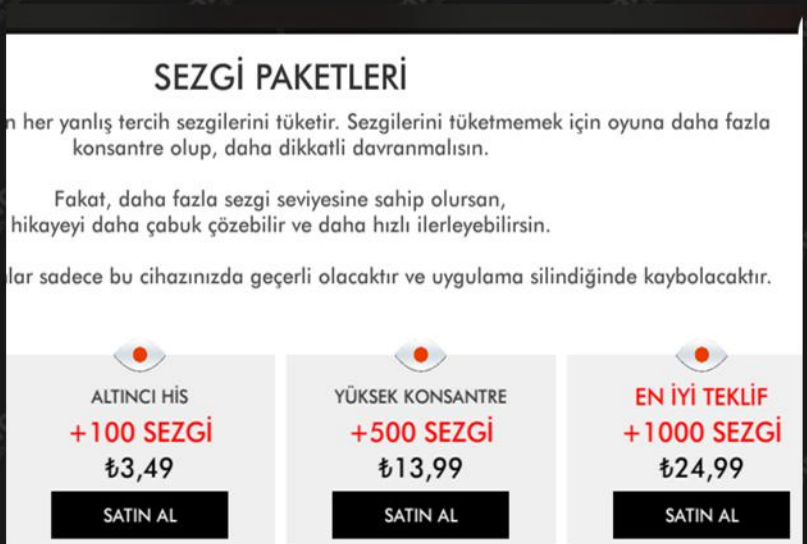 SEZGİ PAKETLERİ
her yanlış tercih sezgilerini tüketir. Sezgilerini tüketmemek için oyuna daha fazla
konsantre olup, daha dikkatli davranmalısın.
Fakat, daha fazla sezgi seviyesine sahip olursan,
hikayeyi daha çabuk çözebilir ve daha hızlı ilerleyebilirsin.
sadece bu cihazınızda geçerli olacaktır ve uygulama silindiğinde kaybolacaktır.
ALTINCI HİS
+100 SEZGİ
₺3,49
SATIN AL
YÜKSEK KONSANTRE
+500 SEZGİ
₺13,99
SATIN AL
EN İYİ TEKLİF
+1000 SEZGİ
₺24,99
SATIN AL